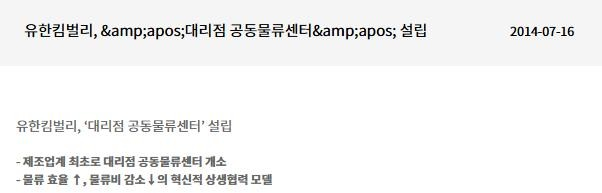 유한킴벌리, &amp;apos;대리점 공동물류센터&amp;apos; 설립 2014-07-16
유한킴벌리, ‘대리점 공동물류센터’ 설립
- 제조업계 최초로 대리점 공동물류센터 개소
- 물류 효율 ↑, 물류비 감소↓의 혁신적 상생협력 모델